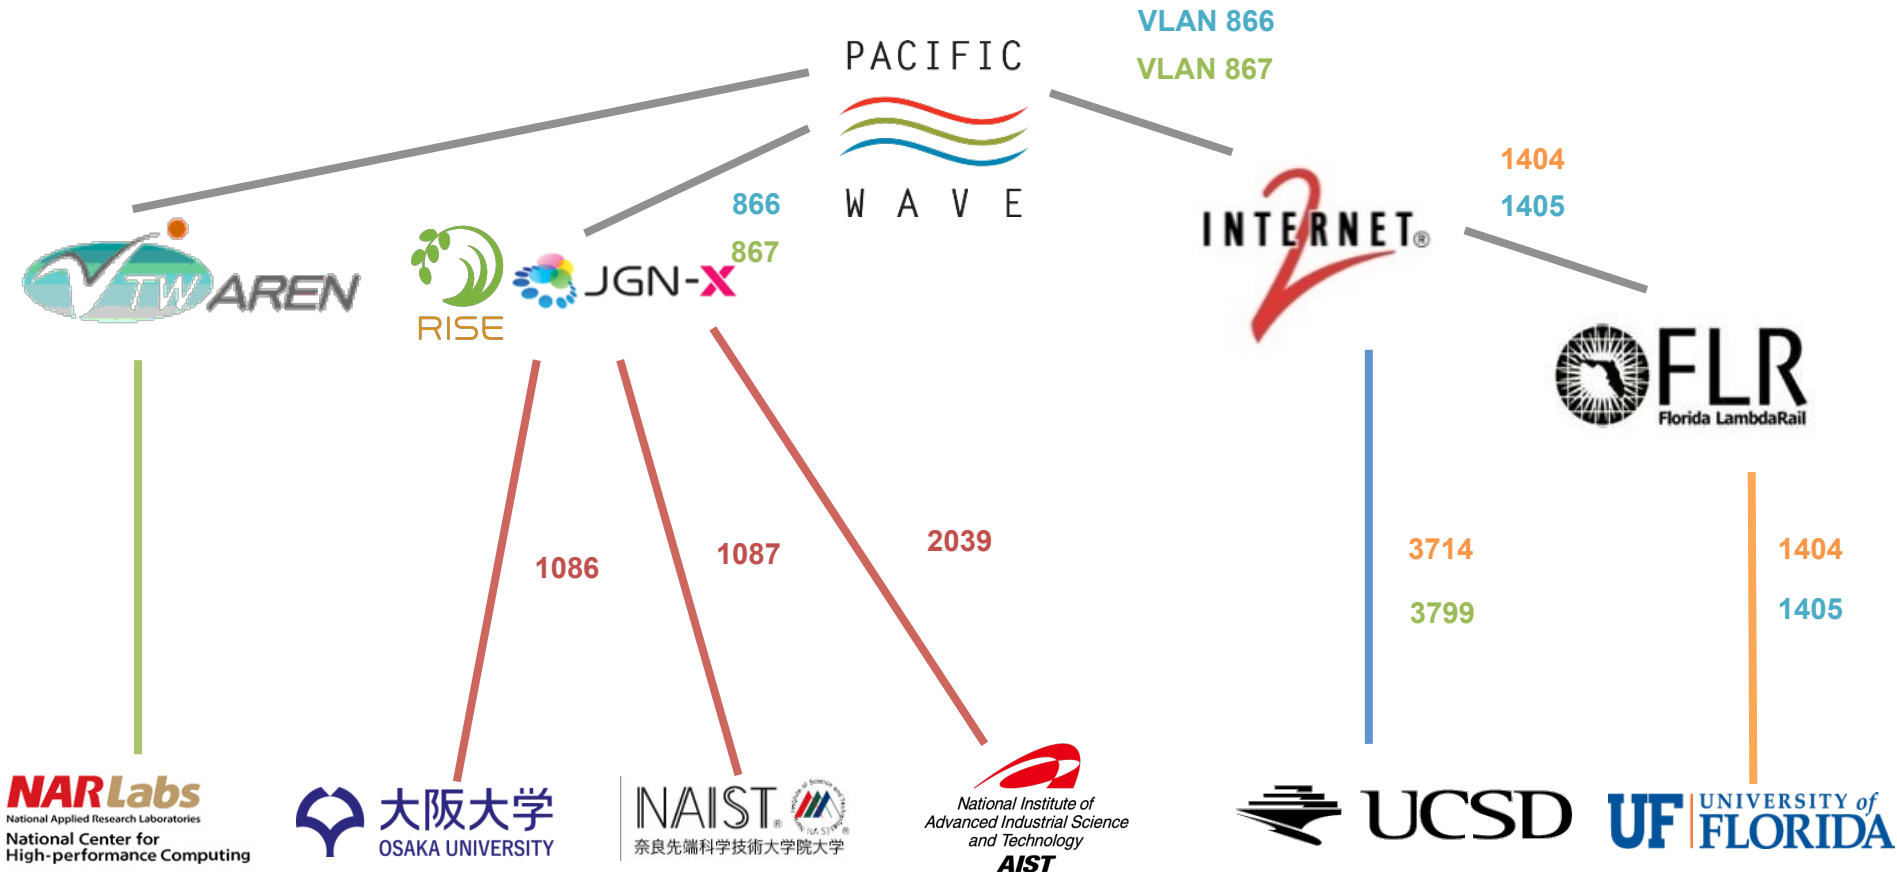 PACIFIC
WAVE
VLAN 866
VLAN 867
866
867
1404
1405
TWAREN
RISE
JGN-X
INTERNET®
2
FLR
Florida LambdaRail
1086
1087
2039
3714
3799
1404
1405
NARLabs
National Applied Research Laboratories
National Center for
High-performance Computing
大阪大学
OSAKA UNIVERSITY
NAIST®
奈良先端科学技術大学院大学
National Institute of
Advanced Industrial Science
and Technology
AIST
UCSD
UF
UNIVERSITY of
FLORIDA